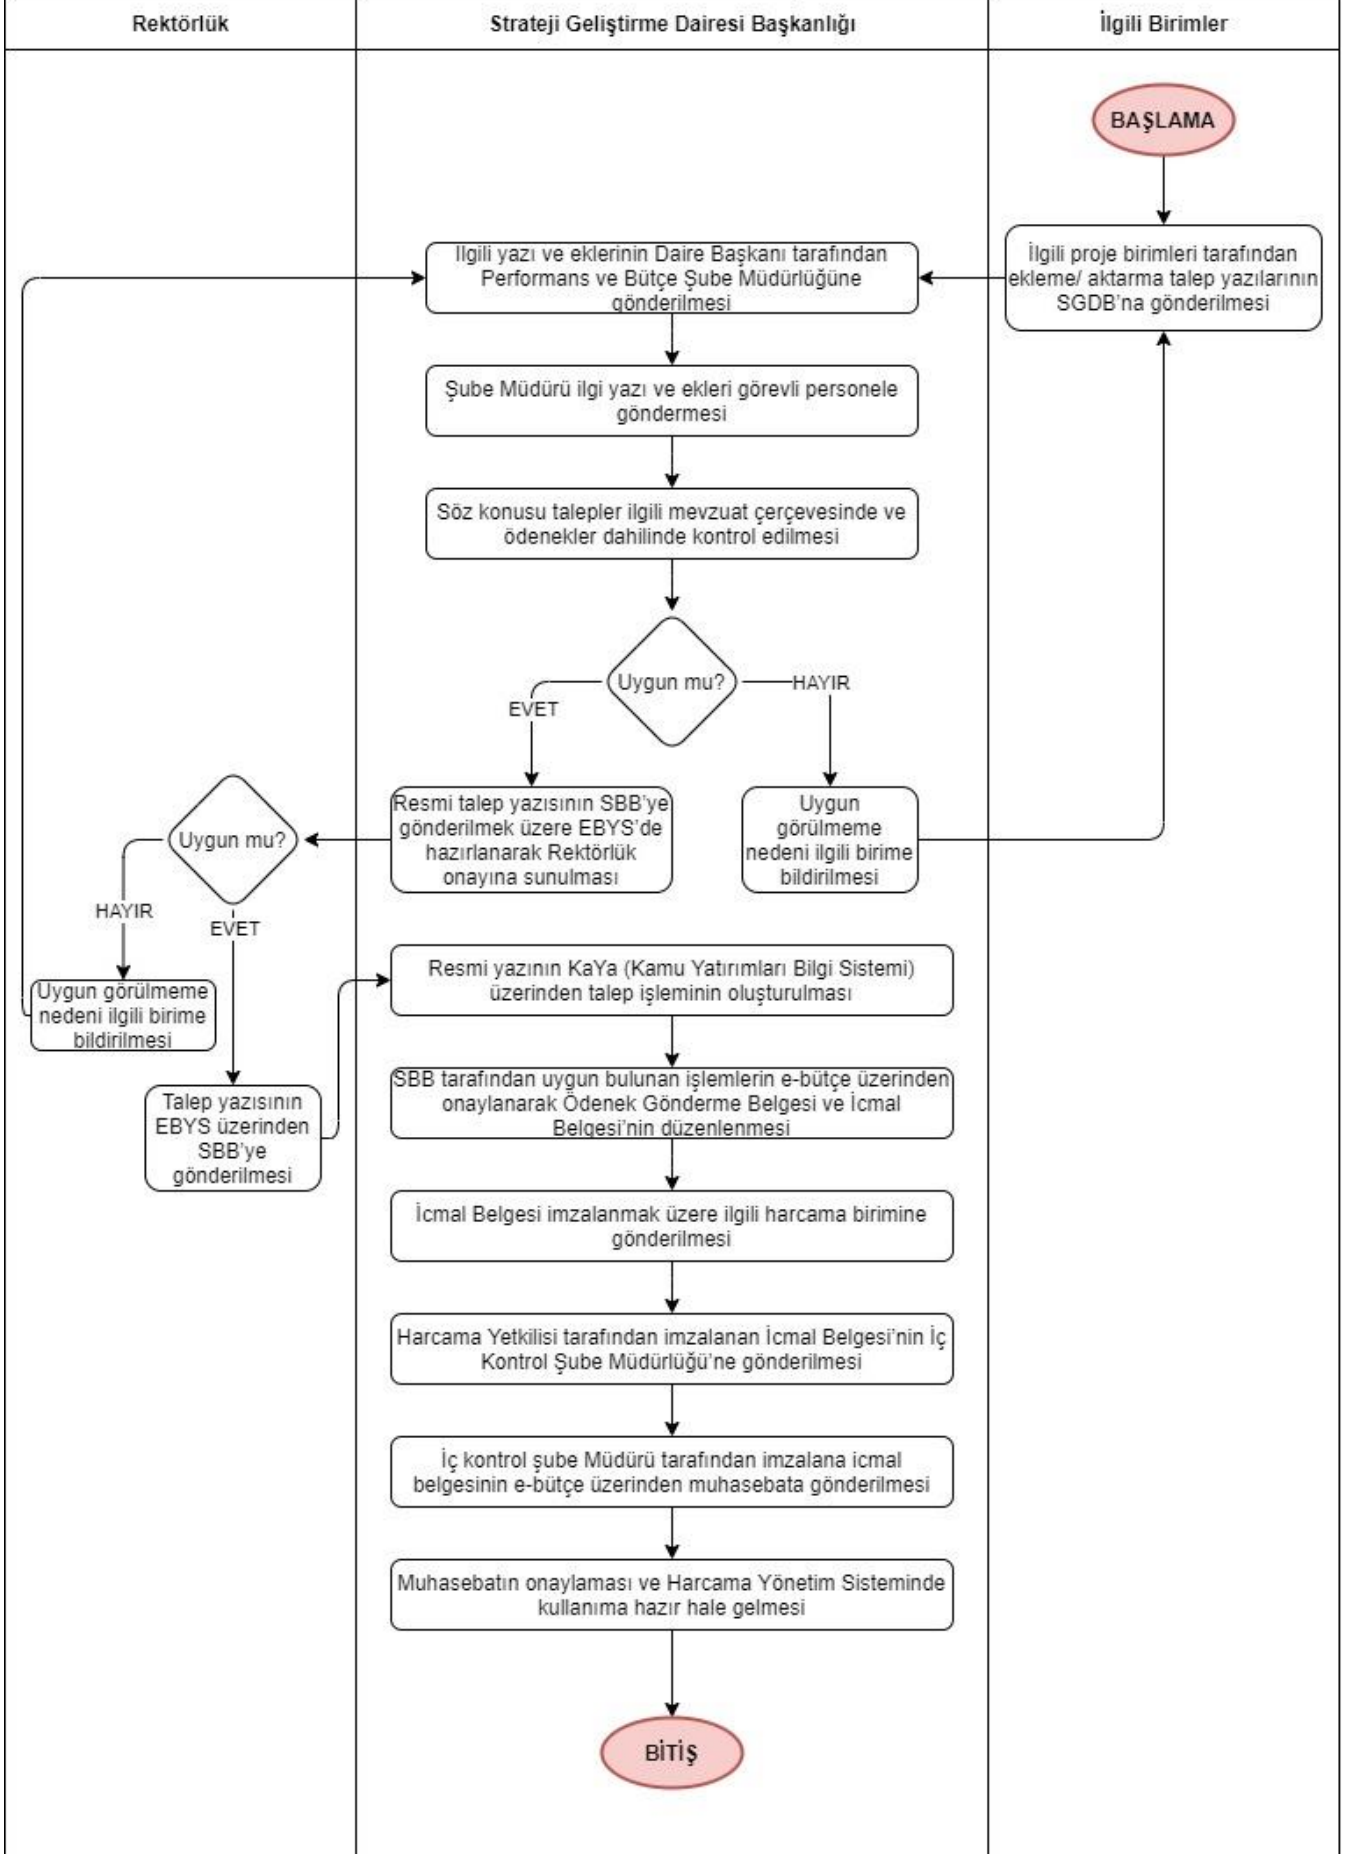 Rektörlük
Strateji Geliştirme Dairesi Başkanlığı
İlgili Birimler
BAŞLAMA
İlgili proje birimleri tarafından
ekleme/ aktarma talep yazılarının
SGDB'na gönderilmesi
İlgili yazı ve eklerinin Daire Başkanı tarafından
Performans ve Bütçe Şube Müdürlüğüne
gönderilmesi
Şube Müdürü ilgi yazı ve ekleri görevli personele
göndermesi
Söz konusu talepler ilgili mevzuat çerçevesinde ve
ödenekler dahilinde kontrol edilmesi
Uygun mu?
HAYIR
EVET
Resmi talep yazısının SBB'ye
gönderilmek üzere EBYS'de
hazırlanarak Rektörlük
onayına sunulması
Uygun
görülmeme
nedeni ilgili birime
bildirilmesi
Uygun mu?
HAYIR
EVET
Uygun görülmeme
nedeni ilgili birime
bildirilmesi
Talep yazısının
EBYS üzerinden
SBB'ye
gönderilmesi
Resmi yazının KaYa (Kamu Yatırımları Bilgi Sistemi)
üzerinden talep işleminin oluşturulması
SBB tarafından uygun bulunan işlemlerin e-bütçe üzerinden
onaylanarak Ödenek Gönderme Belgesi ve İcmal
Belgesi'nin düzenlenmesi
İcmal Belgesi imzalanmak üzere ilgili harcama birimine
gönderilmesi
Harcama Yetkilisi tarafından imzalanan İcmal Belgesi'nin İç
Kontrol Şube Müdürlüğü'ne gönderilmesi
İç kontrol şube Müdürü tarafından imzalana icmal
belgesinin e-bütçe üzerinden muhasebata gönderilmesi
Muhasebatın onaylaması ve Harcama Yönetim Sisteminde
kullanıma hazır hale gelmesi
BİTİŞ